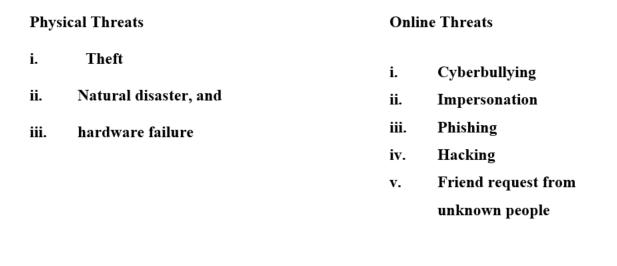 Physical Threats
i. Theft
ii. Natural disaster, and
iii. hardware failure
Online Threats
i. Cyberbullying
ii. Impersonation
iii. Phishing
iv. Hacking
v. Friend request from
unknown people